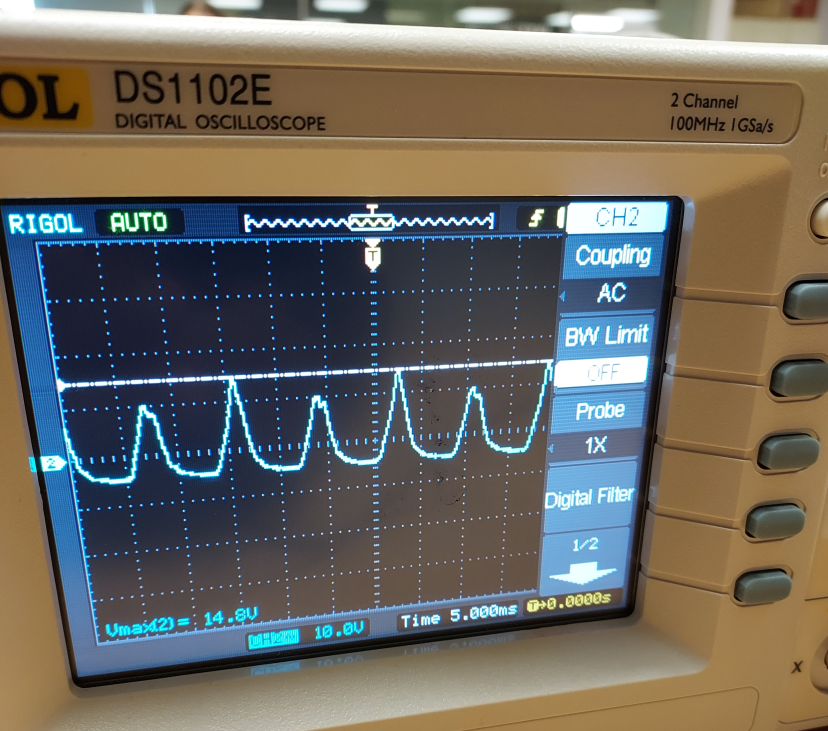 OL DS1102E
DIGITAL OSCILLOSCOPE
2 Channel
100MHz 1GSa/s
RIGOL AUTO
T
CH2
T
Coupling
AC
BW Limit
OFF
Probe
1X
2
Digital Filter
1/2
Vmax(2)= 14.8V
10.0V
Time 5.000ms
T→0.0000s
X